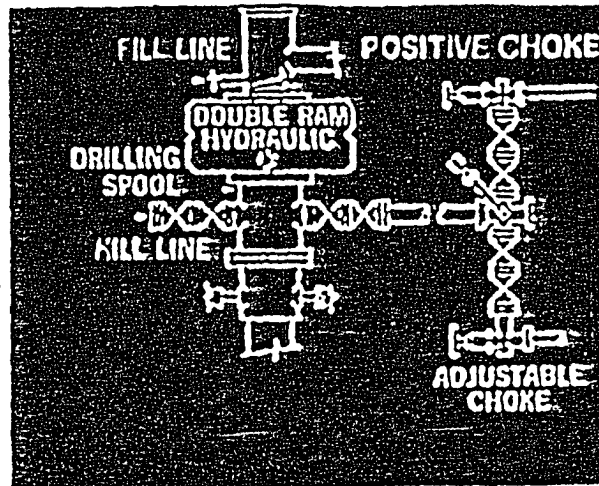 FILL LINE
POSITIVE CHOKE
DOUBLE RAM
HYDRAULIC
DRILLING
SPOOL
KILL LINE
ADJUSTABLE
CHOKE